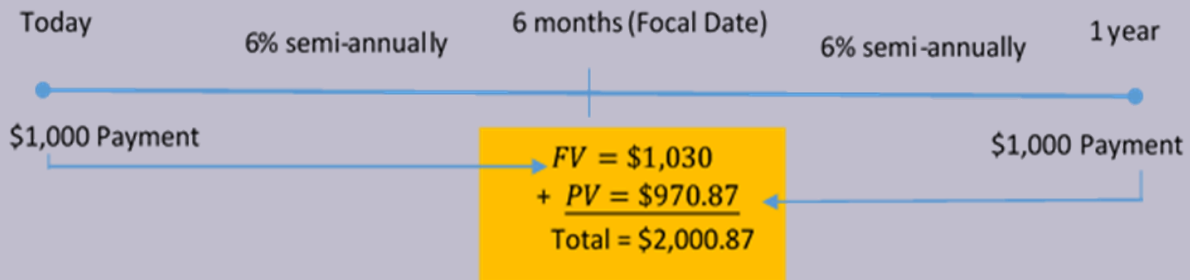 Today
6% semi-annually
6 months (Focal Date)
6% semi-annually
1 year
$1,000 Payment
$1,000 Payment
FV = $1,030
+ PV = $970.87
Total = $2,000.87